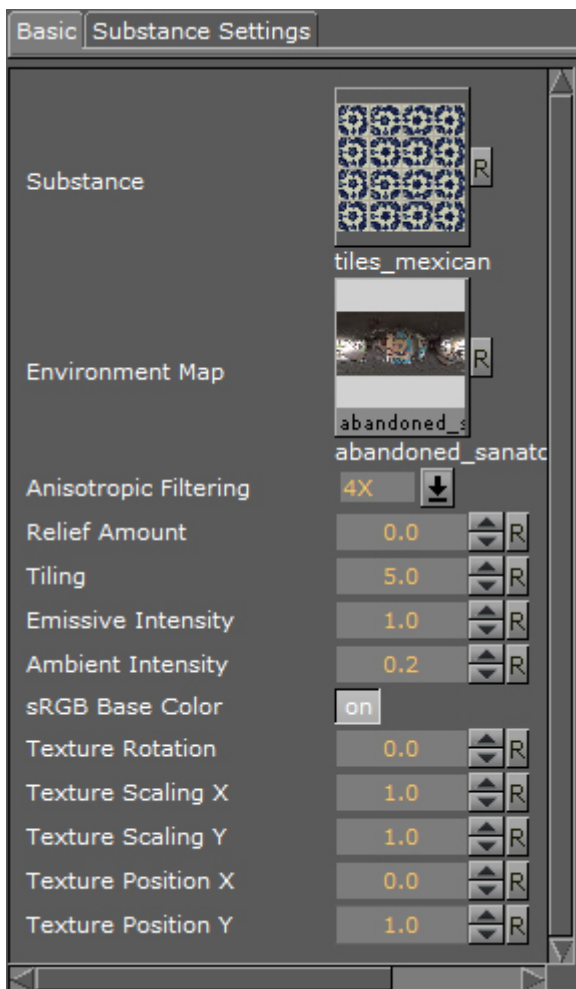 Basic Substance Settings
Substance R
tiles_mexican
Environment Map R
abandoned_s
abandoned_sanato
Anisotropic Filtering 4X
Relief Amount 0.0 R
Tiling 5.0 R
Emissive Intensity 1.0 R
Ambient Intensity 0.2 R
sRGB Base Color on
Texture Rotation 0.0 R
Texture Scaling X 1.0 R
Texture Scaling Y 1.0 R
Texture Position X 0.0 R
Texture Position Y 1.0 R